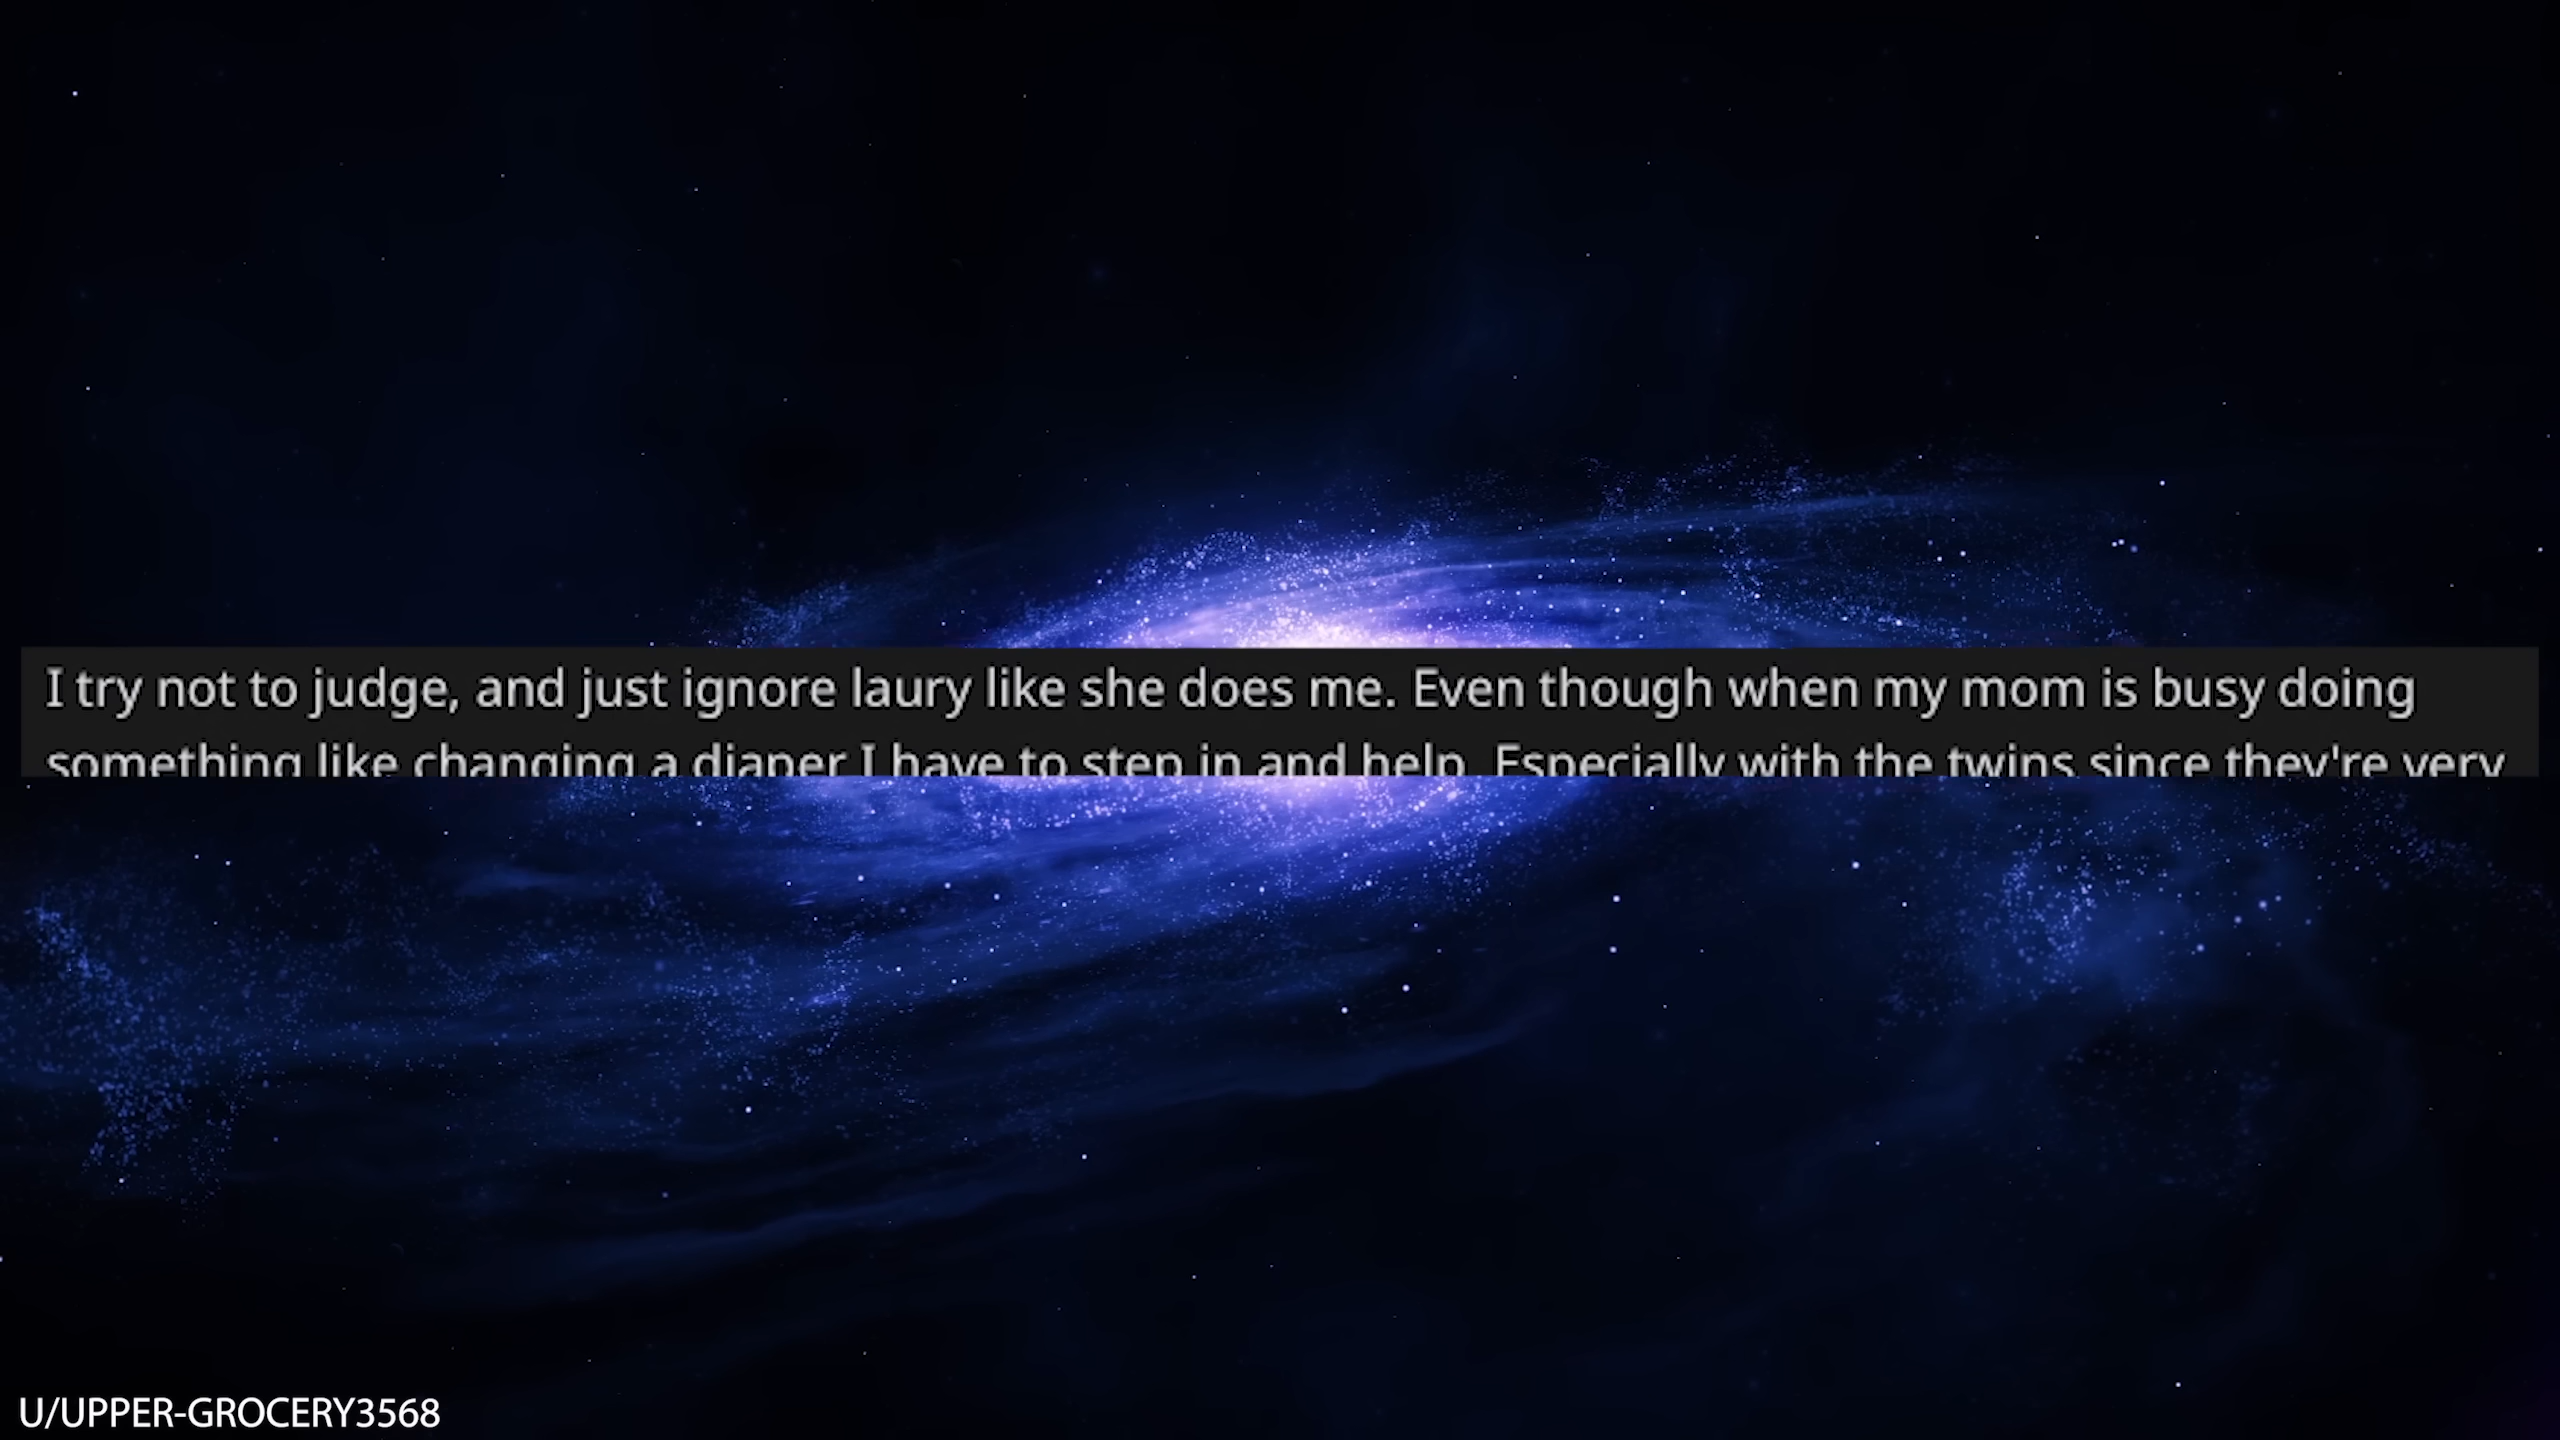 I try not to judge, and just ignore laury like she does me. Even though when my mom is busy doing
something like changing a diaper I have to step in and help. Especially with the twins since they're very
U/UPPER-GROCERY3568